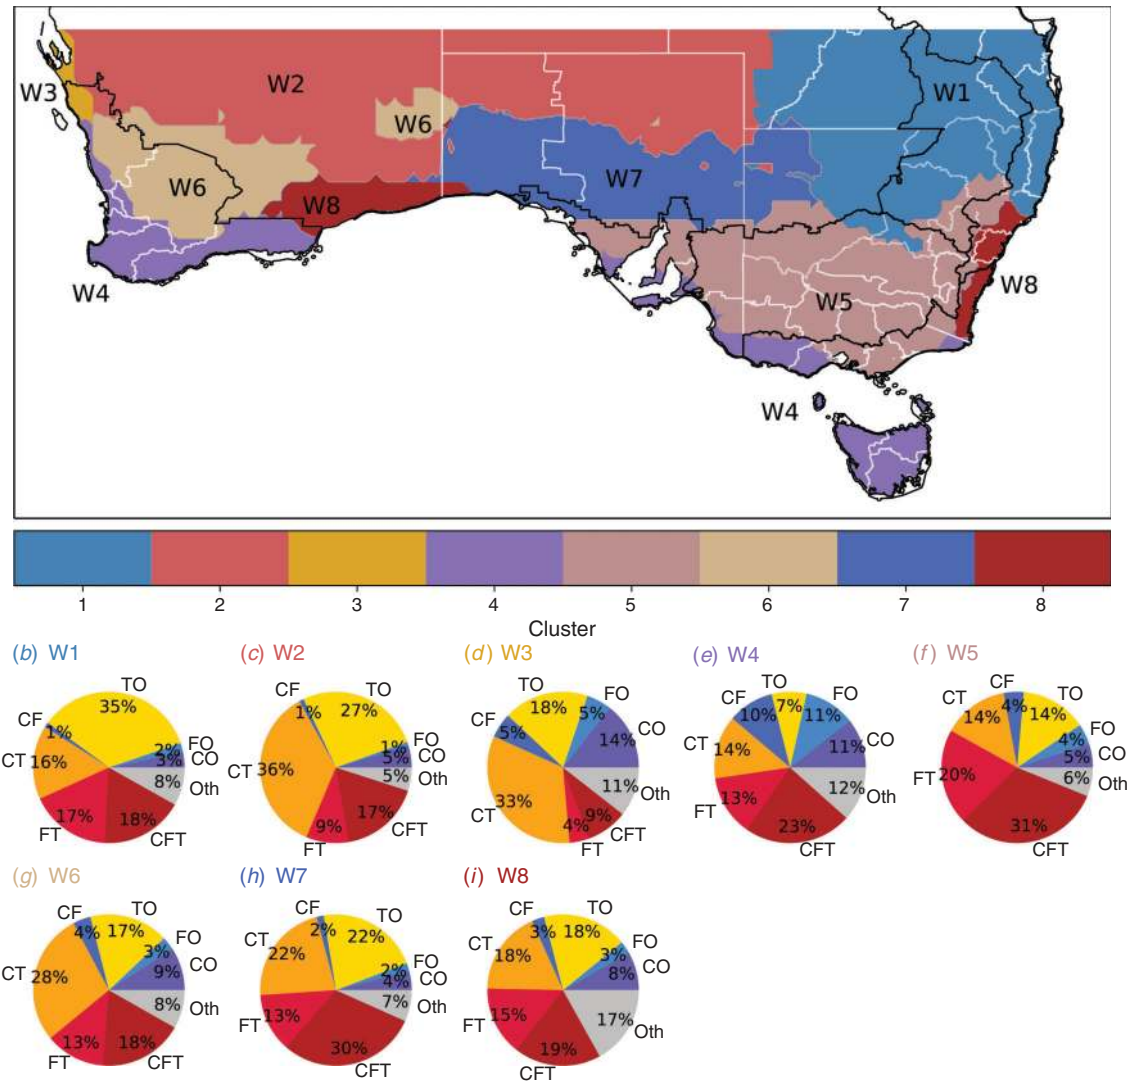 W3
W2
W6
W1
W6
W7
W8
W4
W5
W8
W4
1 2 3 4 5 6 7 8
Cluster
(b) W1
TO
35%
CF
1%
FO
2%
CO
3%
CT 16%
8%
Oth
17%
18%
FT
CFT
(c) W2
CF
TO
1%
27%
FO
1%
CO
5%
CT 36%
5%
Oth
9%
17%
FT
CFT
(d) W3
TO
FO
18%
5%
CF
5%
CO
14%
11%
Oth
33%
CT
4%
9%
CFT
FT
(e) W4
TO
CF
7%
FO
10%
11%
CO
11%
CT
14%
12%
Oth
13%
FT
23%
CFT
(f) W5
CF
TO
CT
4%
14%
14%
FO
4%
CO
5%
FT 20%
6%
Oth
31%
CFT
(g) W6
CF
TO
4%
17%
FO
3%
CO
9%
CT 28%
8%
Oth
13%
18%
FT
CFT
(h) W7
CF
TO
2%
22%
CT
22%
FO
2%
CO
4%
7%
Oth
13%
FT
30%
CFT
(i) W8
CF
TO
3%
18%
FO
CT
18%
3%
CO
8%
15%
17%
Oth
FT
19%
CFT